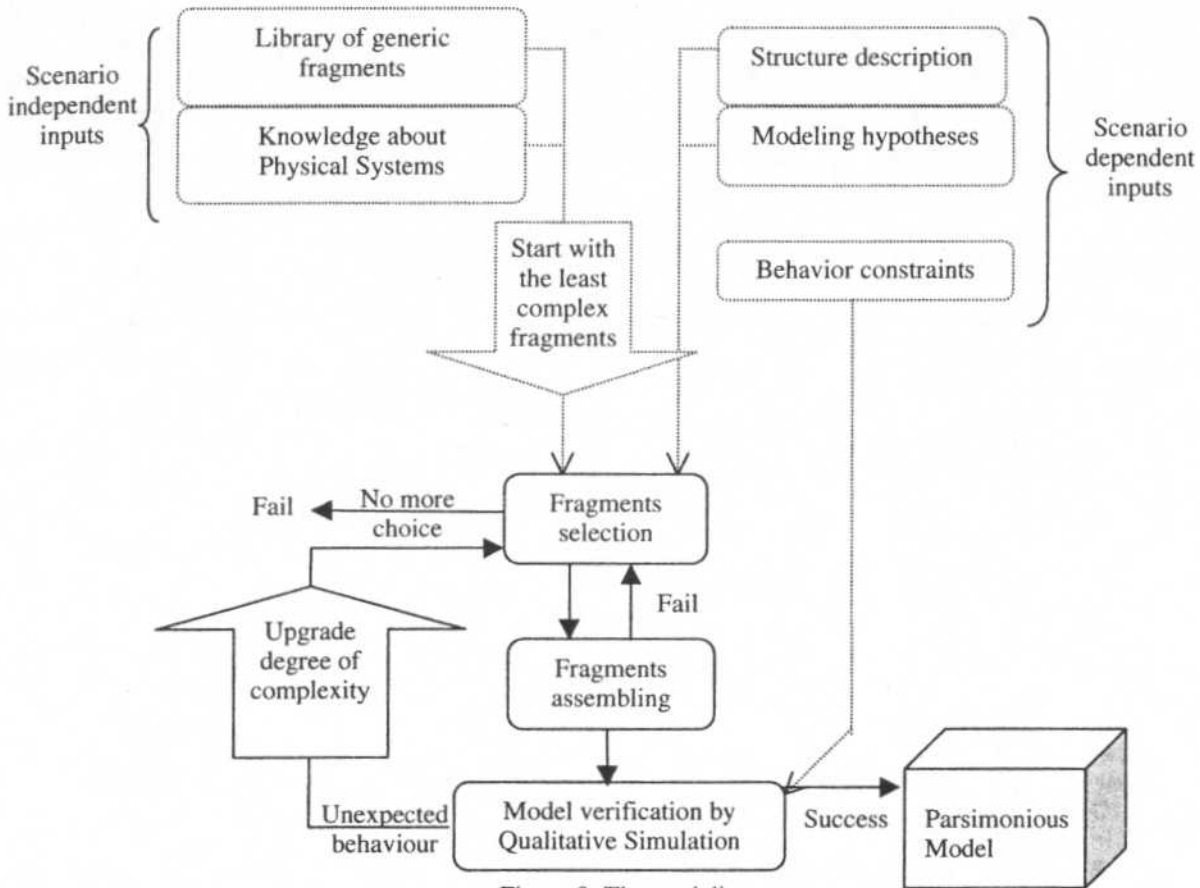 Scenario
independent
inputs
Library of generic
fragments
Knowledge about
Physical Systems
Structure description
Modeling hypotheses
Behavior constraints
Scenario
dependent
inputs
Start with
the least
complex
fragments
Fail
No more
choice
Fragments
selection
Fail
Upgrade
degree of
complexity
Fragments
assembling
Unexpected
behaviour
Model verification by
Qualitative Simulation
Success
Parsimonious
Model